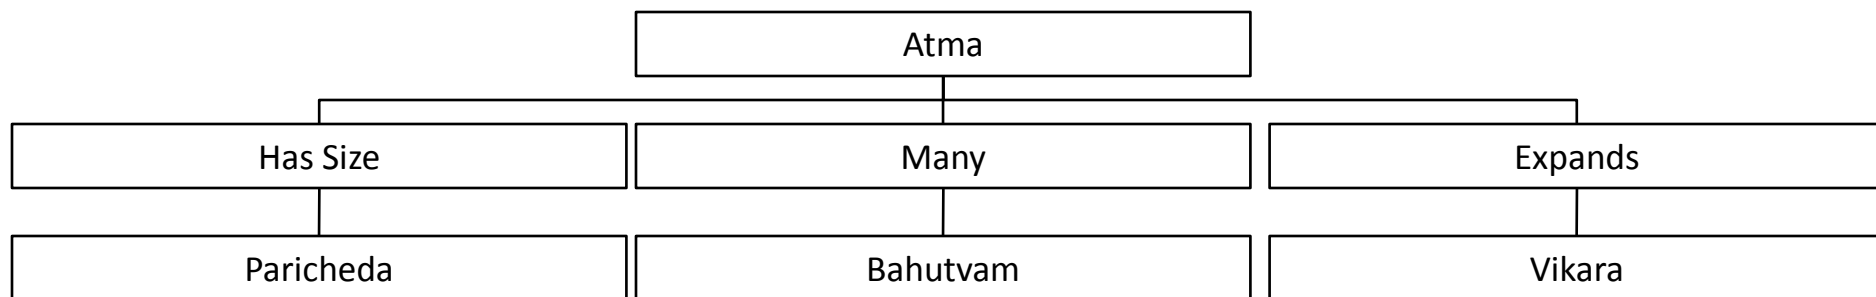 Atma
Has Size
Many
Expands
Paricheda
Bahutvam
Vikara